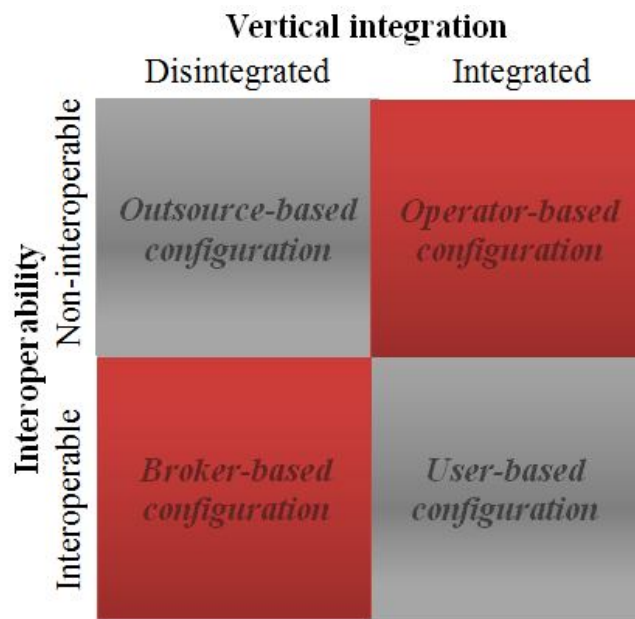 Vertical integration
Disintegrated Integrated
Interoperability
Non-interoperable
Outsource-based
configuration
Operator-based
configuration
Interoperable
Broker-based
configuration
User-based
configuration